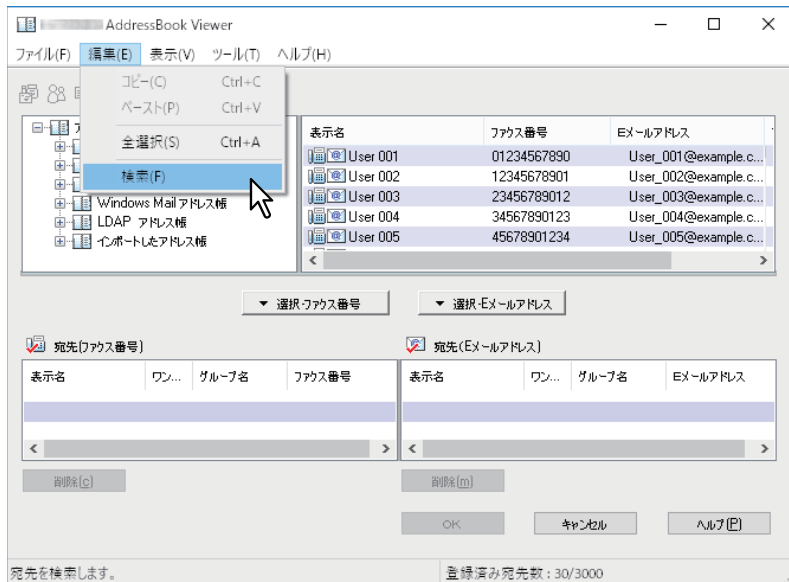 AddressBook Viewer
ファイル(F) 編集(E) 表示(V) ツール(T) ヘルプ(H)
コピー(C) Ctrl+C
ペースト(P) Ctrl+V
全選択(S) Ctrl+A
検索(F)
Windows Mail アドレス帳
LDAP アドレス帳
インポートしたアドレス帳
表示名 ファクス番号 Eメールアドレス
User 001 01234567890 User_001@example.c...
User 002 12345678901 User_002@example.c...
User 003 23456789012 User_003@example.c...
User 004 34567890123 User_004@example.c...
User 005 45678901234 User_005@example.c...
▼ 選択-ファクス番号 ▼ 選択-Eメールアドレス
宛先(ファクス番号) 宛先(Eメールアドレス)
表示名 ワン... グループ名 ファクス番号 表示名 ワン... グループ名 Eメールアドレス
削除(c) 削除(m)
OK キャンセル ヘルプ(P)
宛先を検索します。 登録済み宛先数 : 30/3000